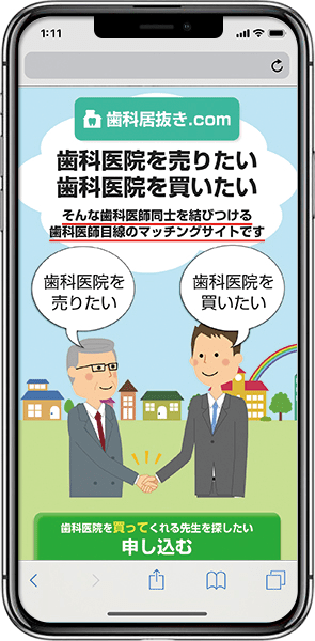 1:11
歯科居抜き.com
歯科医院を売りたい
歯科医院を買いたい
そんな歯科医師同士を結びつける
歯科医師目線のマッチングサイトです
歯科医院を
売りたい
歯科医院を
買いたい
歯科医院を買ってくれる先生を探したい
申し込む